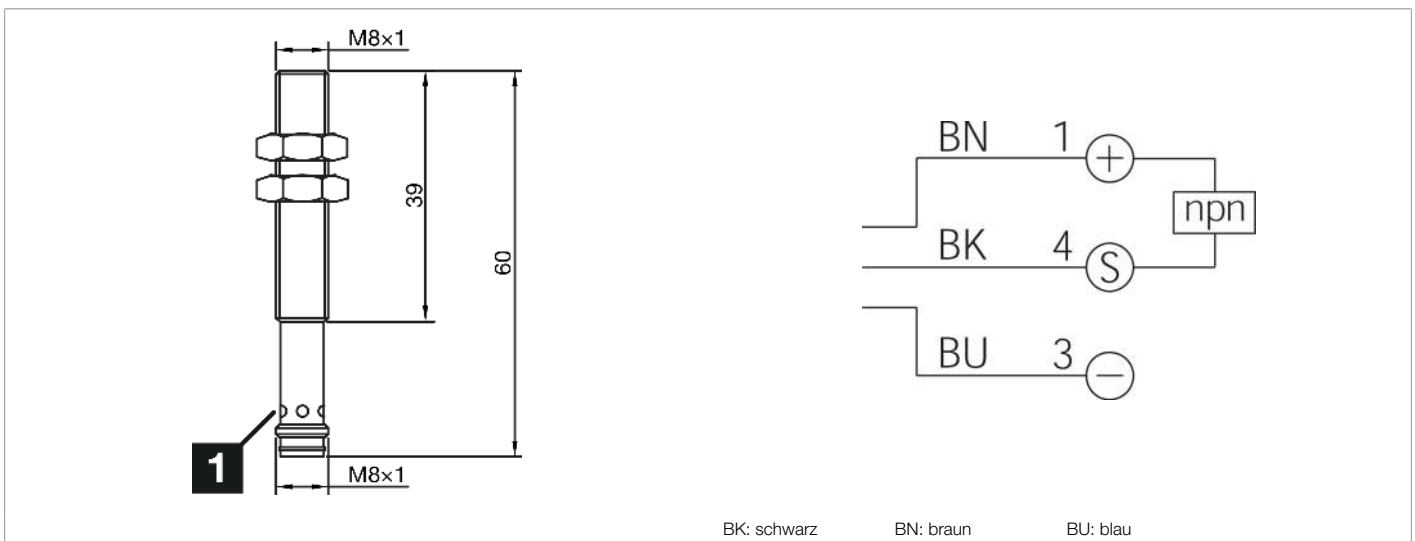 M8×1
39
60
1
M8×1
BN 1 +
npn
BK 4 S
BU 3 −
BK: schwarz BN: braun BU: blau